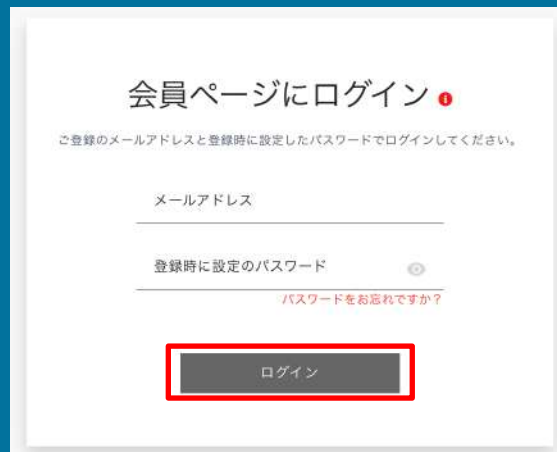 会員ページにログイン
ご登録のメールアドレスと登録時に設定したパスワードでログインしてください。
メールアドレス
登録時に設定のパスワード
パスワードをお忘れですか？
ログイン